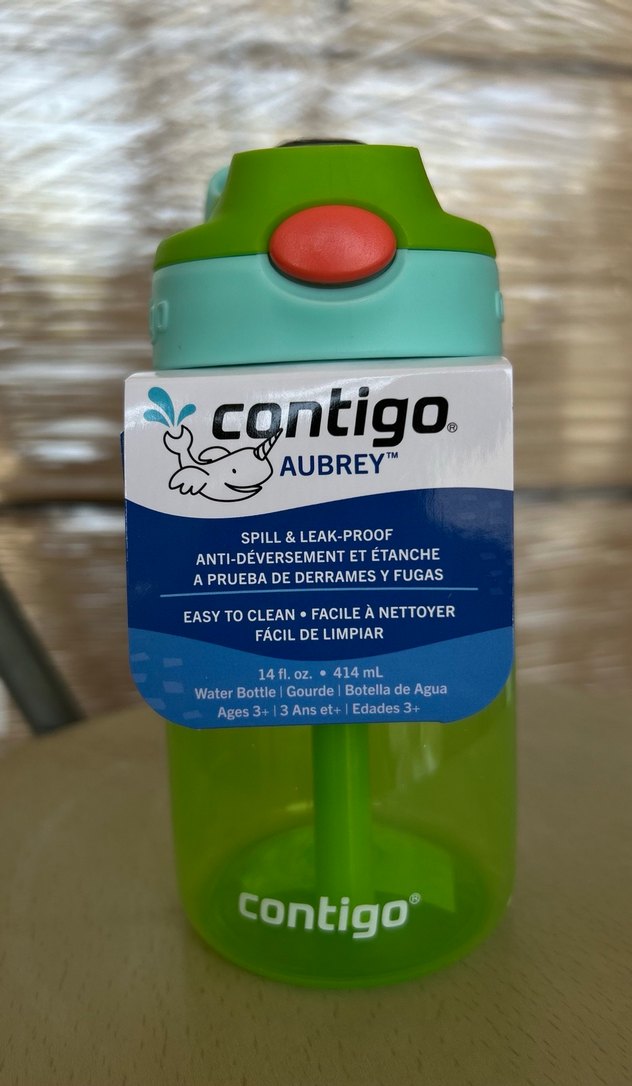 contigo®
AUBREY™
SPILL & LEAK-PROOF
ANTI-DÉVERSEMENT ET ÉTANCHE
A PRUEBA DE DERRAMES Y FUGAS
EASY TO CLEAN • FACILE À NETTOYER
FÁCIL DE LIMPIAR
14 fl. oz. • 414 mL
Water Bottle | Gourde | Botella de Agua
Ages 3+ | 3 Ans et+ | Edades 3+
contigo®